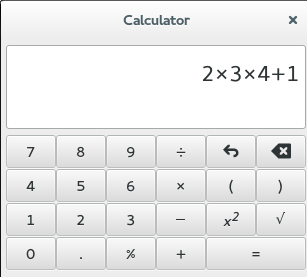 Calculator ×
2×3×4+1
7 8 9 ÷
4 5 6 × ( )
1 2 3 − x² √
0 . % + =